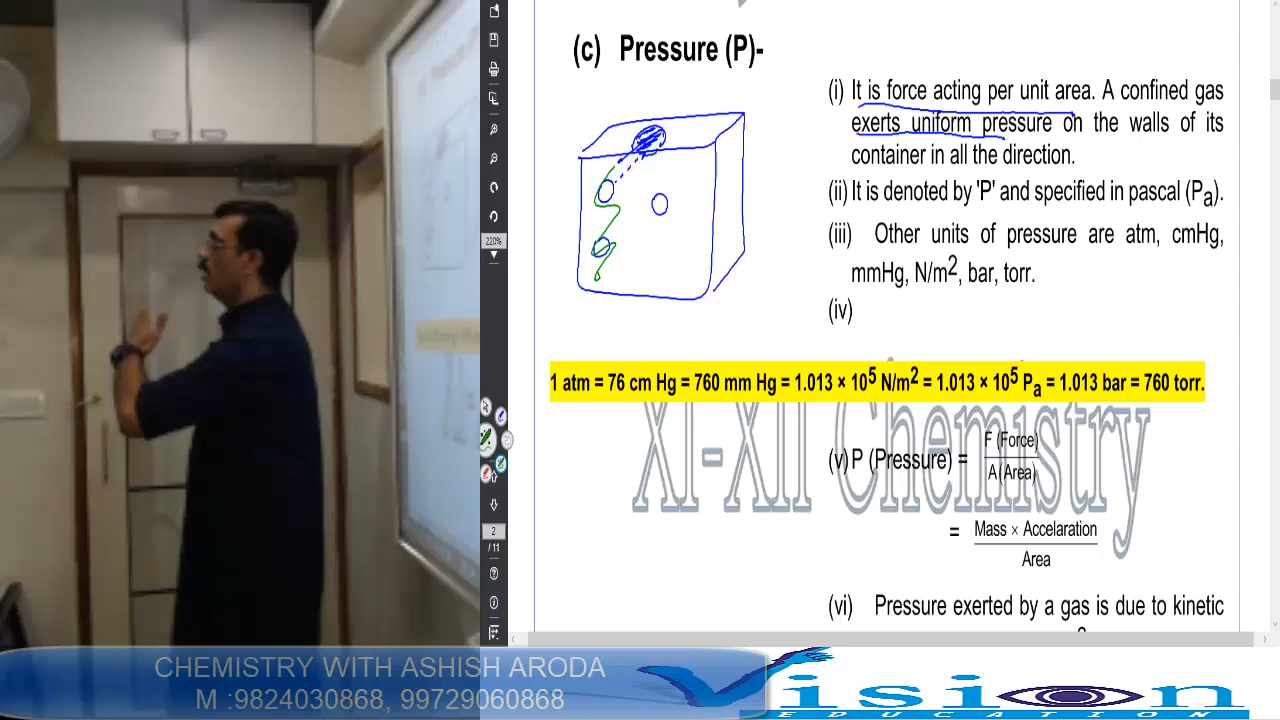 (c) Pressure (P)-
(i) It is force acting per unit area. A confined gas
exerts uniform pressure on the walls of its
container in all the direction.
(ii) It is denoted by 'P' and specified in pascal (Pa).
(iii) Other units of pressure are atm, cmHg,
mmHg, N/m², bar, torr.
(iv)
1 atm = 76 cm Hg = 760 mm Hg = 1.013 × 10⁵ N/m² = 1.013 × 10⁵ Pa = 1.013 bar = 760 torr.
XI-XII Chemistry
(v) P (Pressure) = F (Force)
A (Area)
= Mass × Accelaration
Area
(vi) Pressure exerted by a gas is due to kinetic
220%
2
/ 11
CHEMISTRY WITH ASHISH ARODA
M :9824030868, 99729060868
Vision
EDUCATION